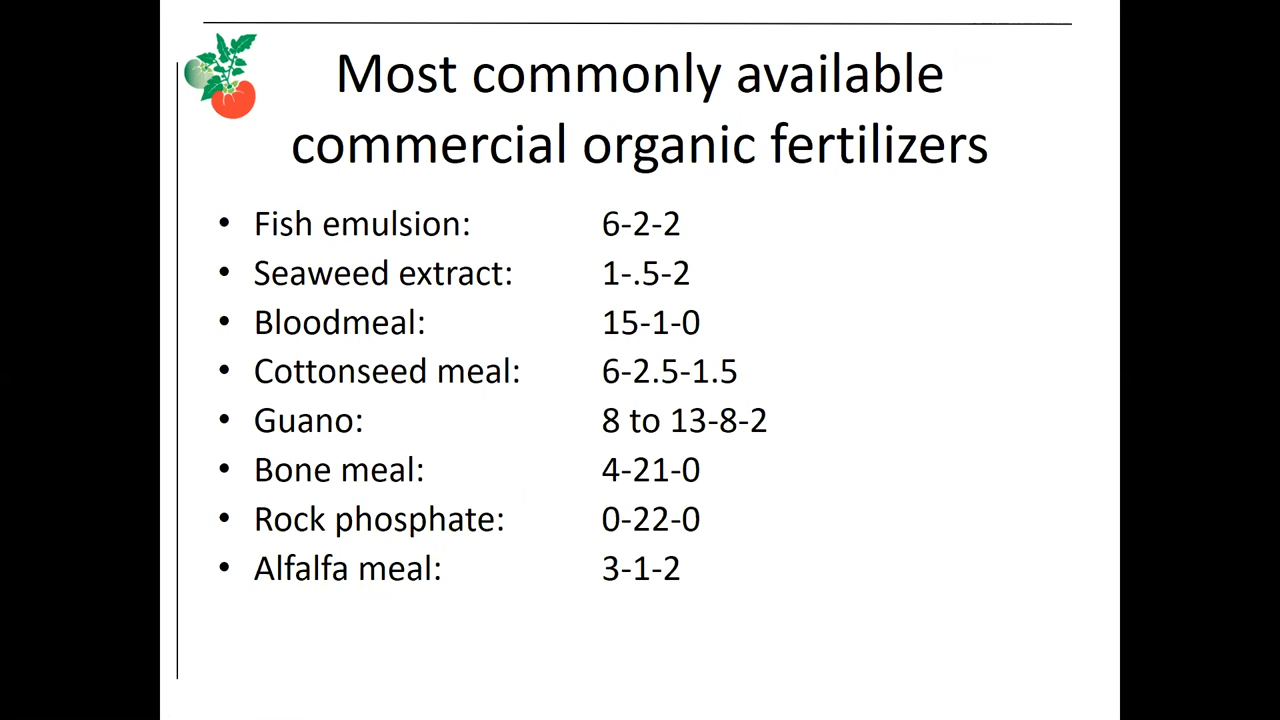 Most commonly available
commercial organic fertilizers
• Fish emulsion: 6-2-2
• Seaweed extract: 1-.5-2
• Bloodmeal: 15-1-0
• Cottonseed meal: 6-2.5-1.5
• Guano: 8 to 13-8-2
• Bone meal: 4-21-0
• Rock phosphate: 0-22-0
• Alfalfa meal: 3-1-2